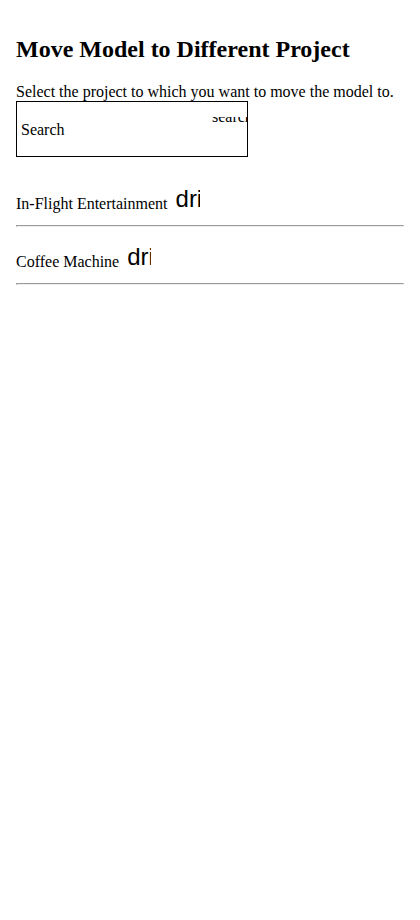 Move Model to Different Project
Select the project to which you want to move the model to.
Search
In-Flight Entertainment dri
Coffee Machine dri